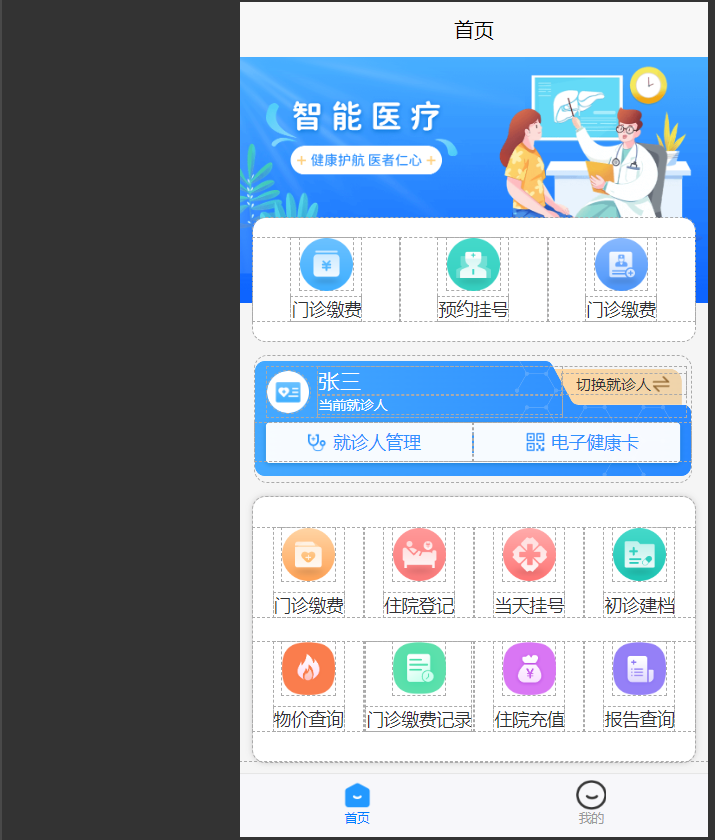 首页
智能医疗
健康护航 医者仁心
门诊缴费
预约挂号
门诊缴费
张三
切换就诊人
当前就诊人
就诊人管理
电子健康卡
门诊缴费
住院登记
当天挂号
初诊建档
物价查询
门诊缴费记录
住院充值
报告查询
首页
我的